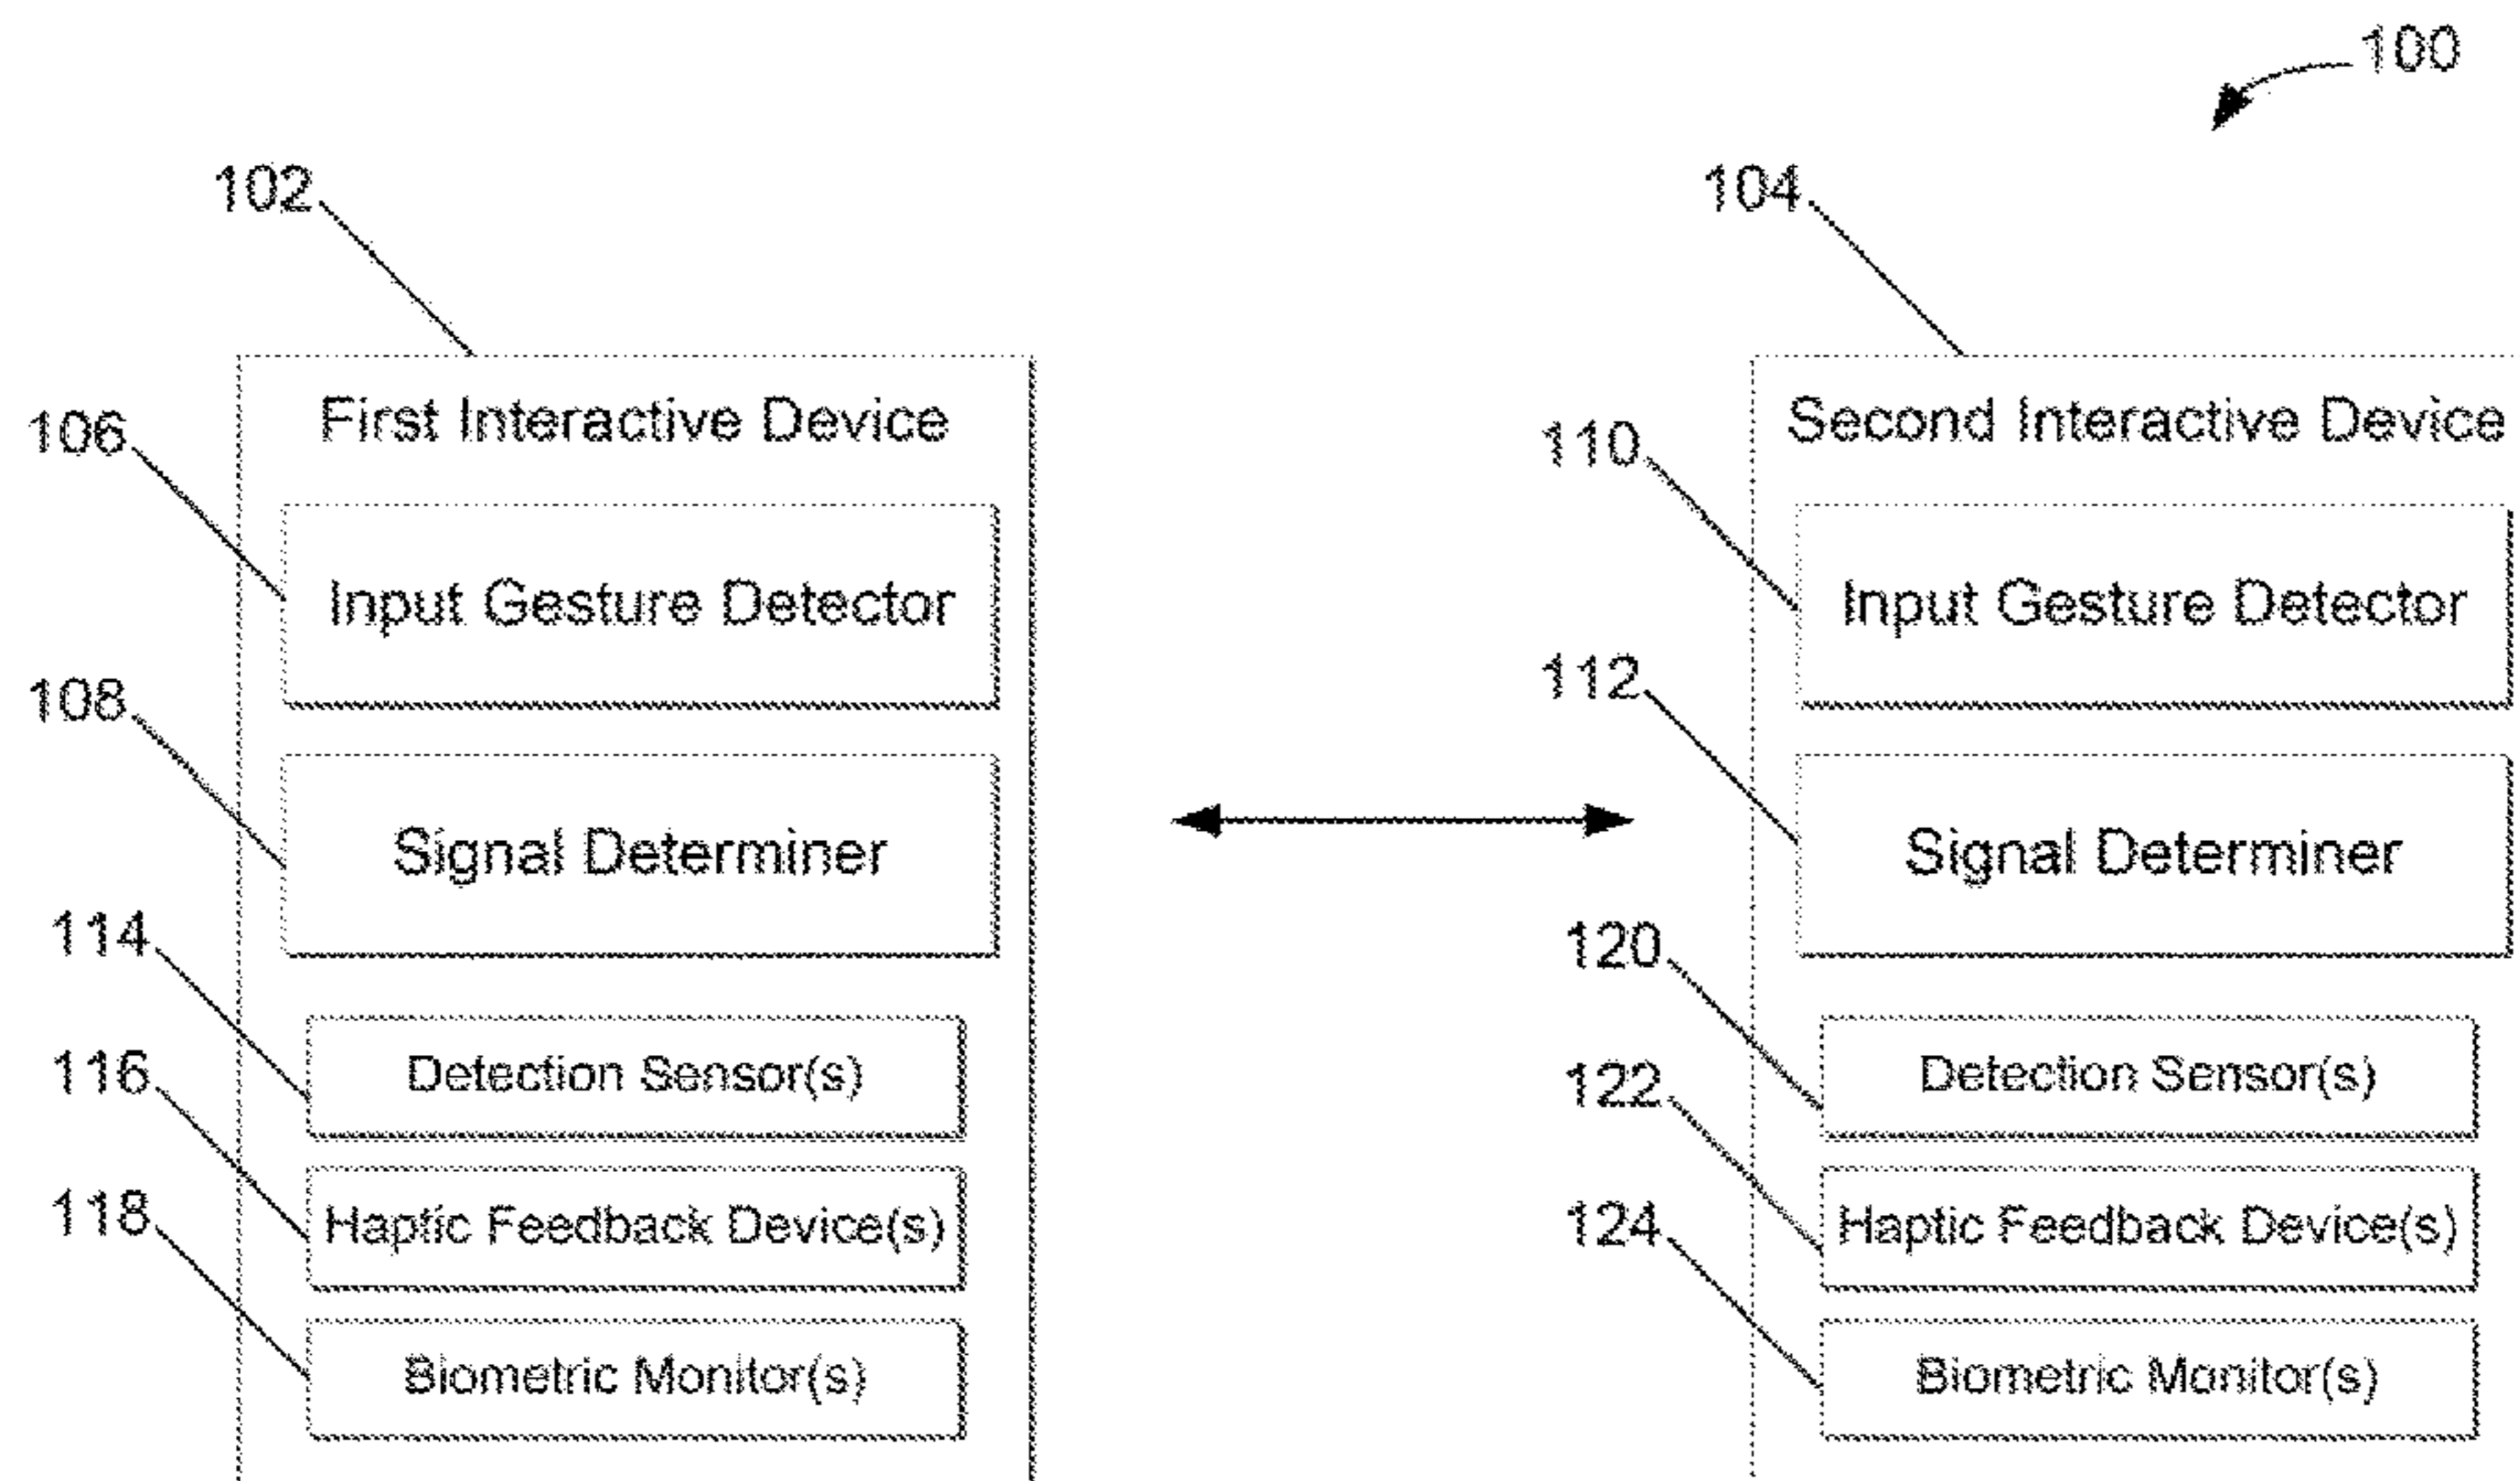 100
102
104
First Interactive Device
Second Interactive Device
106
110
Input Gesture Detector
Input Gesture Detector
108
112
Signal Determiner
Signal Determiner
114
120
Detection Sensor(s)
Detection Sensor(s)
116
122
Haptic Feedback Device(s)
Haptic Feedback Device(s)
118
124
Biometric Monitor(s)
Biometric Monitor(s)